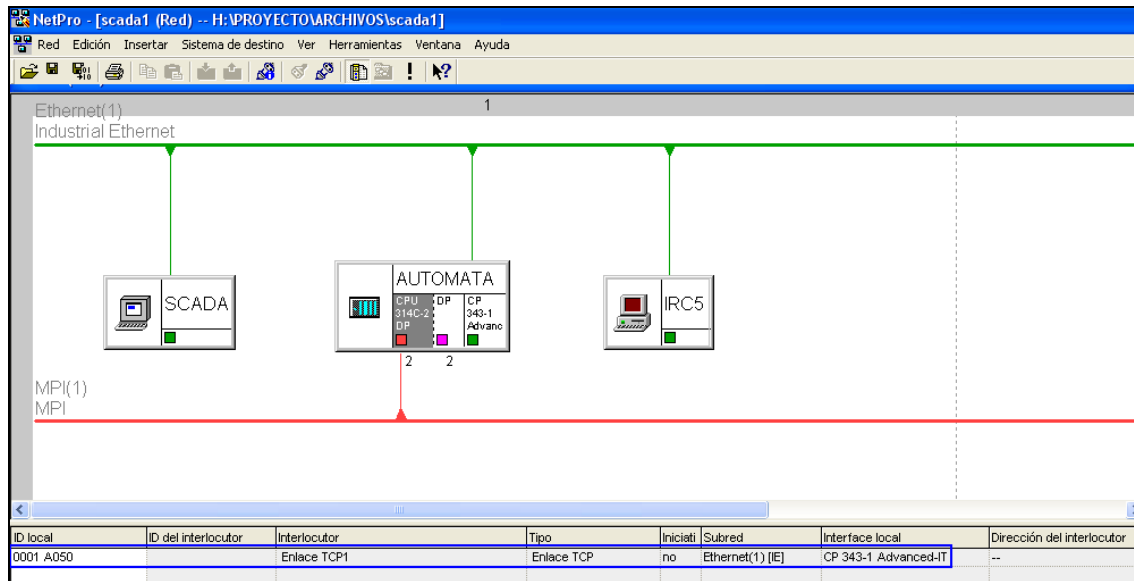 NetPro - [scada1 (Red) -- H:\PROYECTO\ARCHIVOS\scada1]
Red Edición Insertar Sistema de destino Ver Herramientas Ventana Ayuda
Ethernet(1)
1
Industrial Ethernet
SCADA
AUTOMATA
CPU 314C-2 DP
DP
CP 343-1 Advanc
IRC5
2 2
MPI(1)
MPI
ID local ID del interlocutor Interlocutor Tipo Iniciati Subred Interface local Dirección del interlocutor
0001 A050 Enlace TCP1 Enlace TCP no Ethernet(1) [IE] CP 343-1 Advanced-IT --